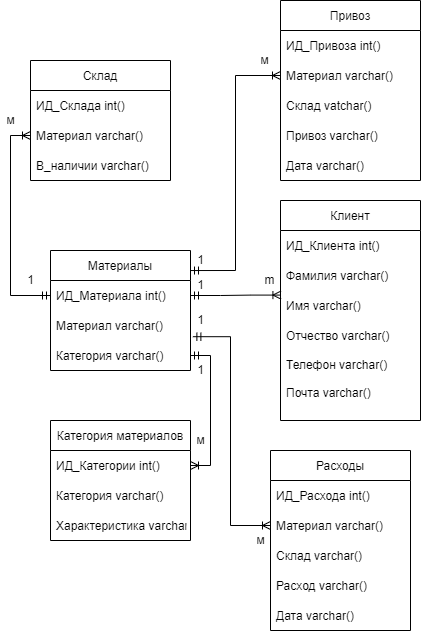 Привоз
ИД_Привоза int()
Материал varchar()
Склад vatchar()
Привоз varchar()
Дата varchar()
м
Склад
ИД_Склада int()
Материал varchar()
В_наличии varchar()
м
1
Клиент
ИД_Клиента int()
Фамилия varchar()
Имя varchar()
Отчество varchar()
Телефон varchar()
Почта varchar()
m
Материалы
ИД_Материала int()
Материал varchar()
Категория varchar()
1
1
1
1
Категория материалов
ИД_Категории int()
Категория varchar()
Характеристика varchar
м
Расходы
ИД_Расхода int()
Материал varchar()
Склад varchar()
Расход varchar()
Дата varchar()
м